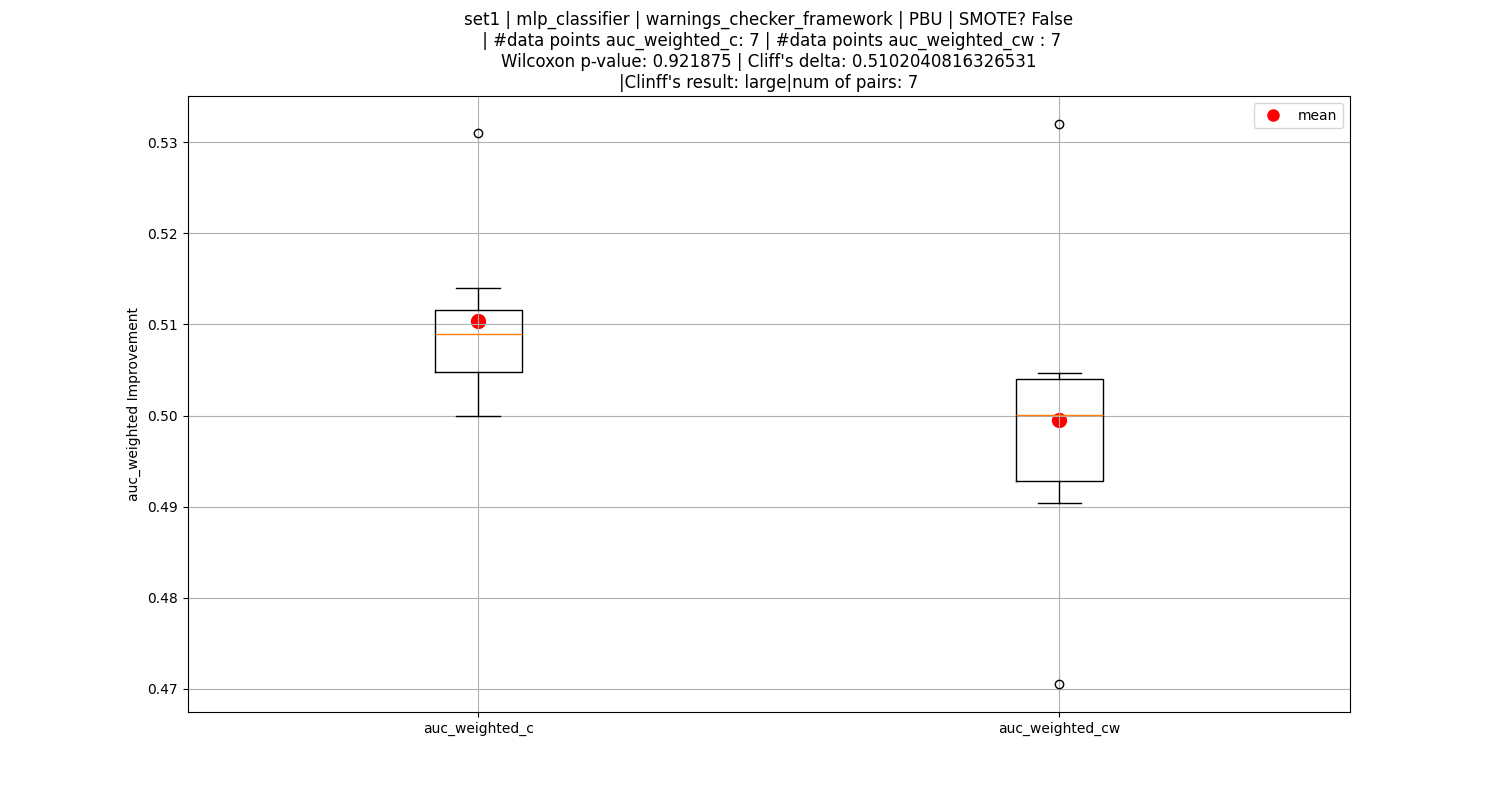 set1 | mlp_classifier | warnings_checker_framework | PBU | SMOTE? False
| #data points auc_weighted_c: 7 | #data points auc_weighted_cw : 7
Wilcoxon p-value: 0.921875 | Cliff's delta: 0.5102040816326531
|Clinff's result: large|num of pairs: 7
mean
0.53
0.52
0.51
0.50
0.49
0.48
0.47
auc_weighted Improvement
auc_weighted_c
auc_weighted_cw